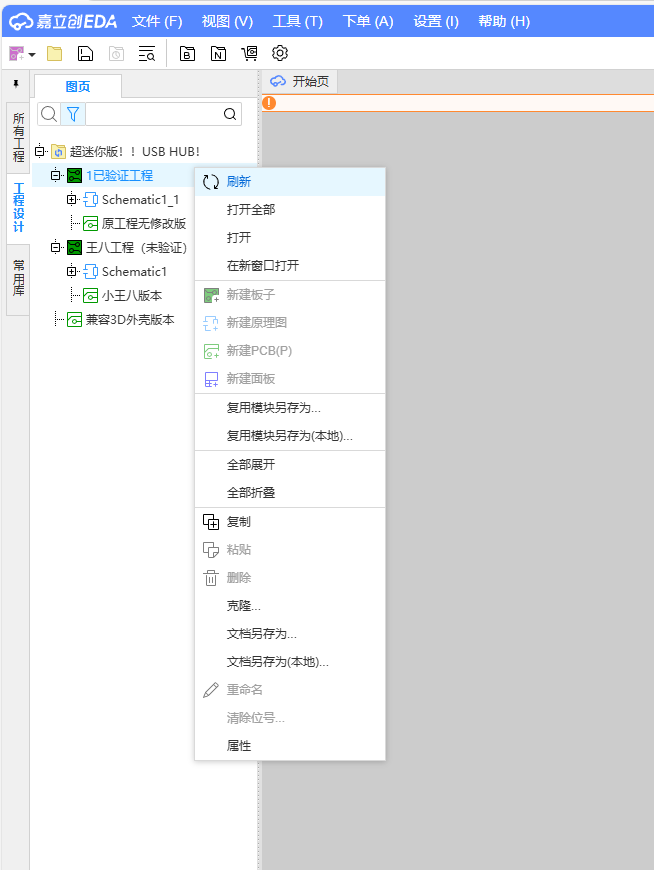 嘉立创EDA 文件 (F) 视图 (V) 工具 (T) 下单 (A) 设置 (I) 帮助 (H)
B N
图页
开始页
所有工程
工程设计
常用库
超迷你版！！USB HUB！
1已验证工程
Schematic1_1
原工程无修改版
王八工程（未验证）
Schematic1
小王八版本
兼容3D外壳版本
刷新
打开全部
打开
在新窗口打开
新建板子
新建原理图
新建PCB(P)
新建面板
复用模块另存为...
复用模块另存为(本地)...
全部展开
全部折叠
复制
粘贴
删除
克隆...
文档另存为...
文档另存为(本地)...
重命名
清除位号...
属性